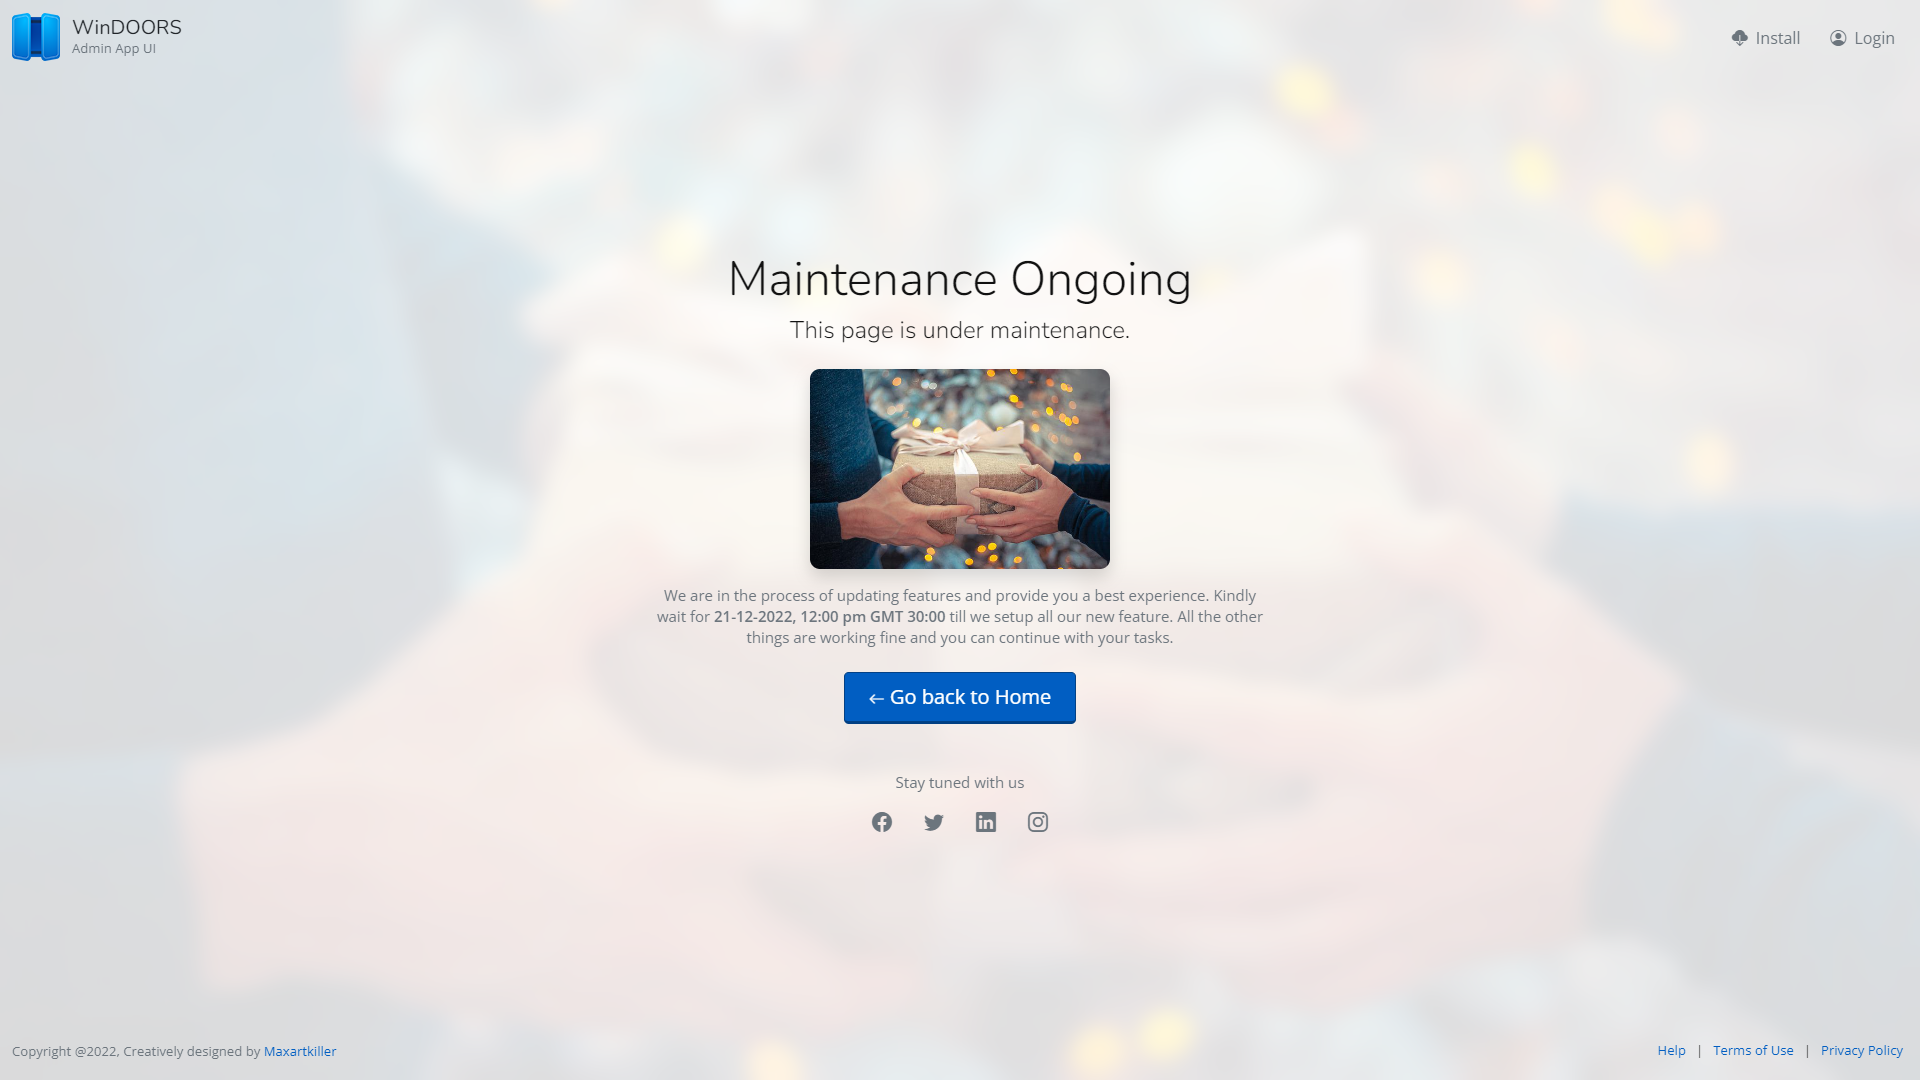 WinDOORS
Admin App UI
Install
Login
Maintenance Ongoing
This page is under maintenance.
We are in the process of updating features and provide you a best experience. Kindly
wait for 21-12-2022, 12:00 pm GMT 30:00 till we setup all our new feature. All the other
things are working fine and you can continue with your tasks.
← Go back to Home
Stay tuned with us
Copyright @2022, Creatively designed by Maxartkiller
Help | Terms of Use | Privacy Policy